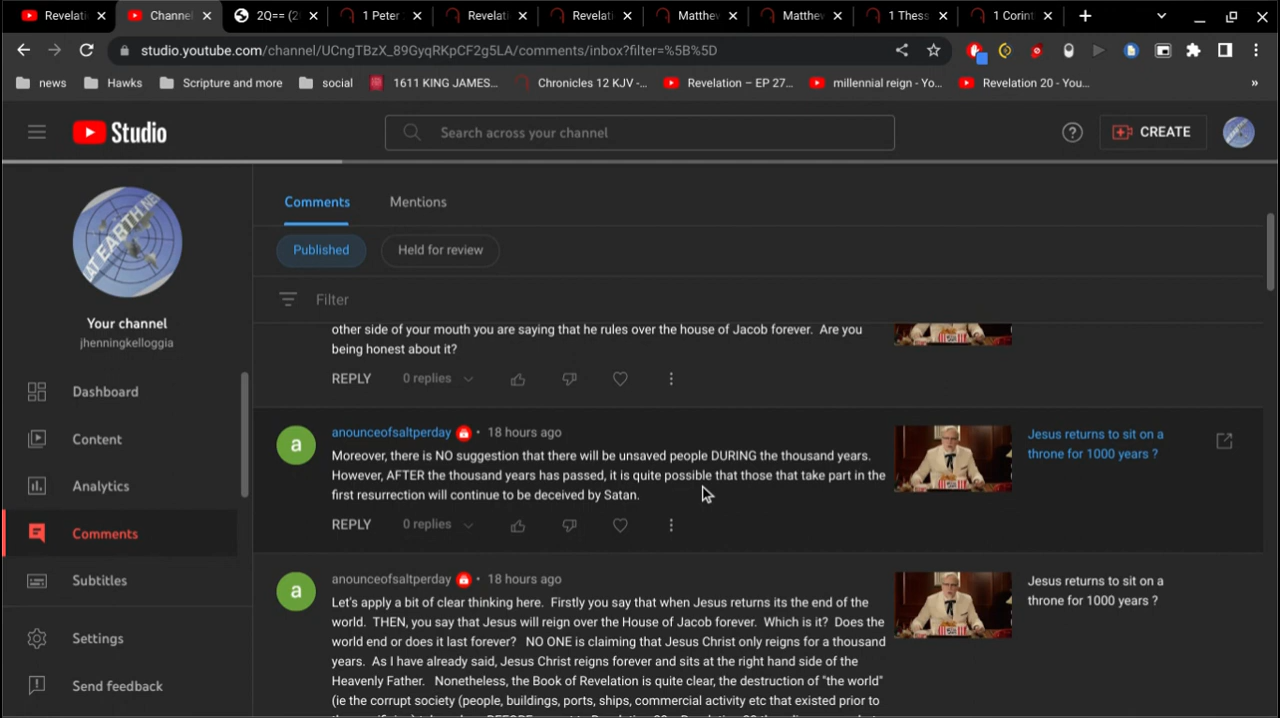 Revelati
Channel
2Q== (2
1 Peter
Revelati
Revelati
Matthew
Matthew
1 Thess
1 Corint
studio.youtube.com/channel/UCngTBzX_89GyqRKpCF2g5LA/comments/inbox?filter=%5B%5D
news
Hawks
Scripture and more
social
1611 KING JAMES...
Chronicles 12 KJV -...
Revelation – EP 27...
millennial reign - Yo...
Revelation 20 - You...
»
Studio
Search across your channel
CREATE
LAT EARTH NE
Your channel
jhenningkelloggia
Dashboard
Content
Analytics
Comments
Subtitles
Settings
Send feedback
Comments
Mentions
Published
Held for review
Filter
other side of your mouth you are saying that he rules over the house of Jacob forever. Are you
being honest about it?
REPLY
0 replies
a
anounceofsaltperday • 18 hours ago
Moreover, there is NO suggestion that there will be unsaved people DURING the thousand years.
However, AFTER the thousand years has passed, it is quite possible that those that take part in the
first resurrection will continue to be deceived by Satan.
REPLY
0 replies
Jesus returns to sit on a
throne for 1000 years ?
a
anounceofsaltperday • 18 hours ago
Let's apply a bit of clear thinking here. Firstly you say that when Jesus returns its the end of the
world. THEN, you say that Jesus will reign over the House of Jacob forever. Which is it? Does the
world end or does it last forever? NO ONE is claiming that Jesus Christ only reigns for a thousand
years. As I have already said, Jesus Christ reigns forever and sits at the right hand side of the
Heavenly Father. Nonetheless, the Book of Revelation is quite clear, the destruction of "the world"
(ie the corrupt society (people, buildings, ports, ships, commercial activity etc that existed prior to
Jesus returns to sit on a
throne for 1000 years ?